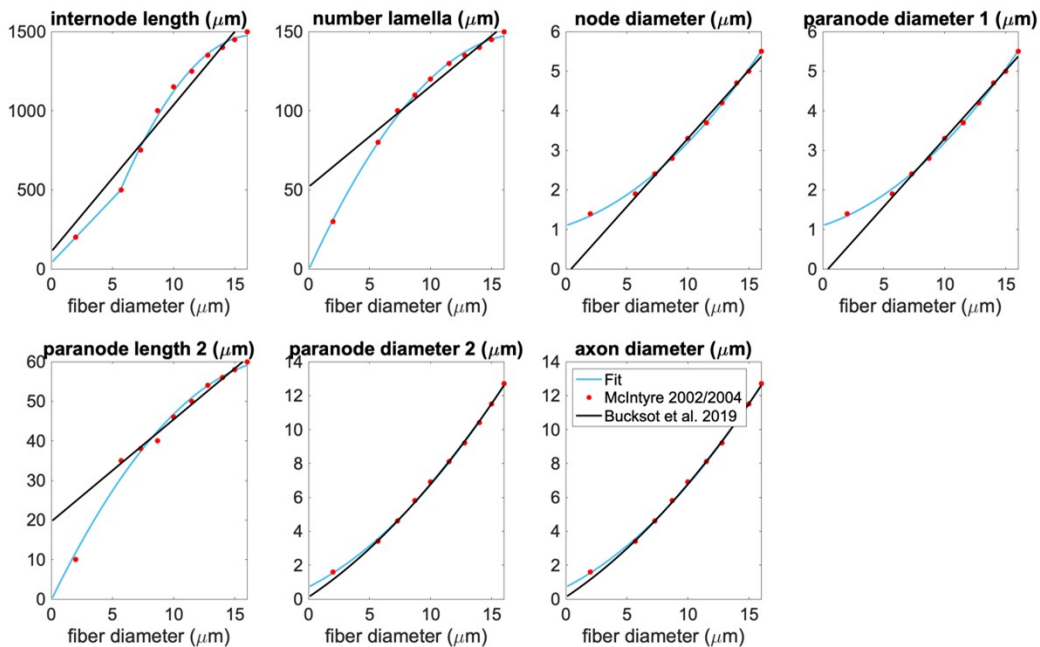 internode length (μm)
1500
1000
500
0
0 5 10 15
fiber diameter (μm)
number lamella (μm)
150
100
50
0
0 5 10 15
fiber diameter (μm)
node diameter (μm)
6
5
4
3
2
1
0
0 5 10 15
fiber diameter (μm)
paranode diameter 1 (μm)
6
5
4
3
2
1
0
0 5 10 15
fiber diameter (μm)
paranode length 2 (μm)
60
50
40
30
20
10
0
0 5 10 15
fiber diameter (μm)
paranode diameter 2 (μm)
14
12
10
8
6
4
2
0
0 5 10 15
fiber diameter (μm)
axon diameter (μm)
14
12
10
8
6
4
2
0
Fit
McIntyre 2002/2004
Bucksot et al. 2019
0 5 10 15
fiber diameter (μm)